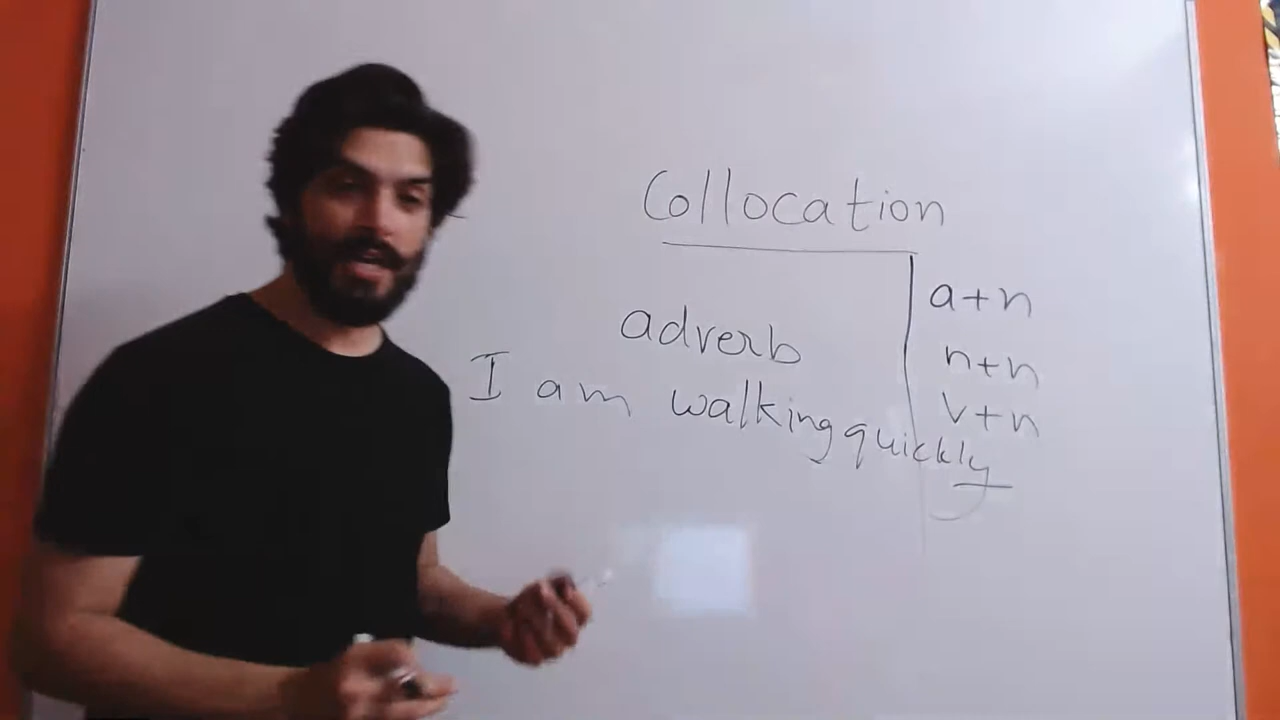 Collocation
a+n
adverb
n+n
I am walking quickly
v+n